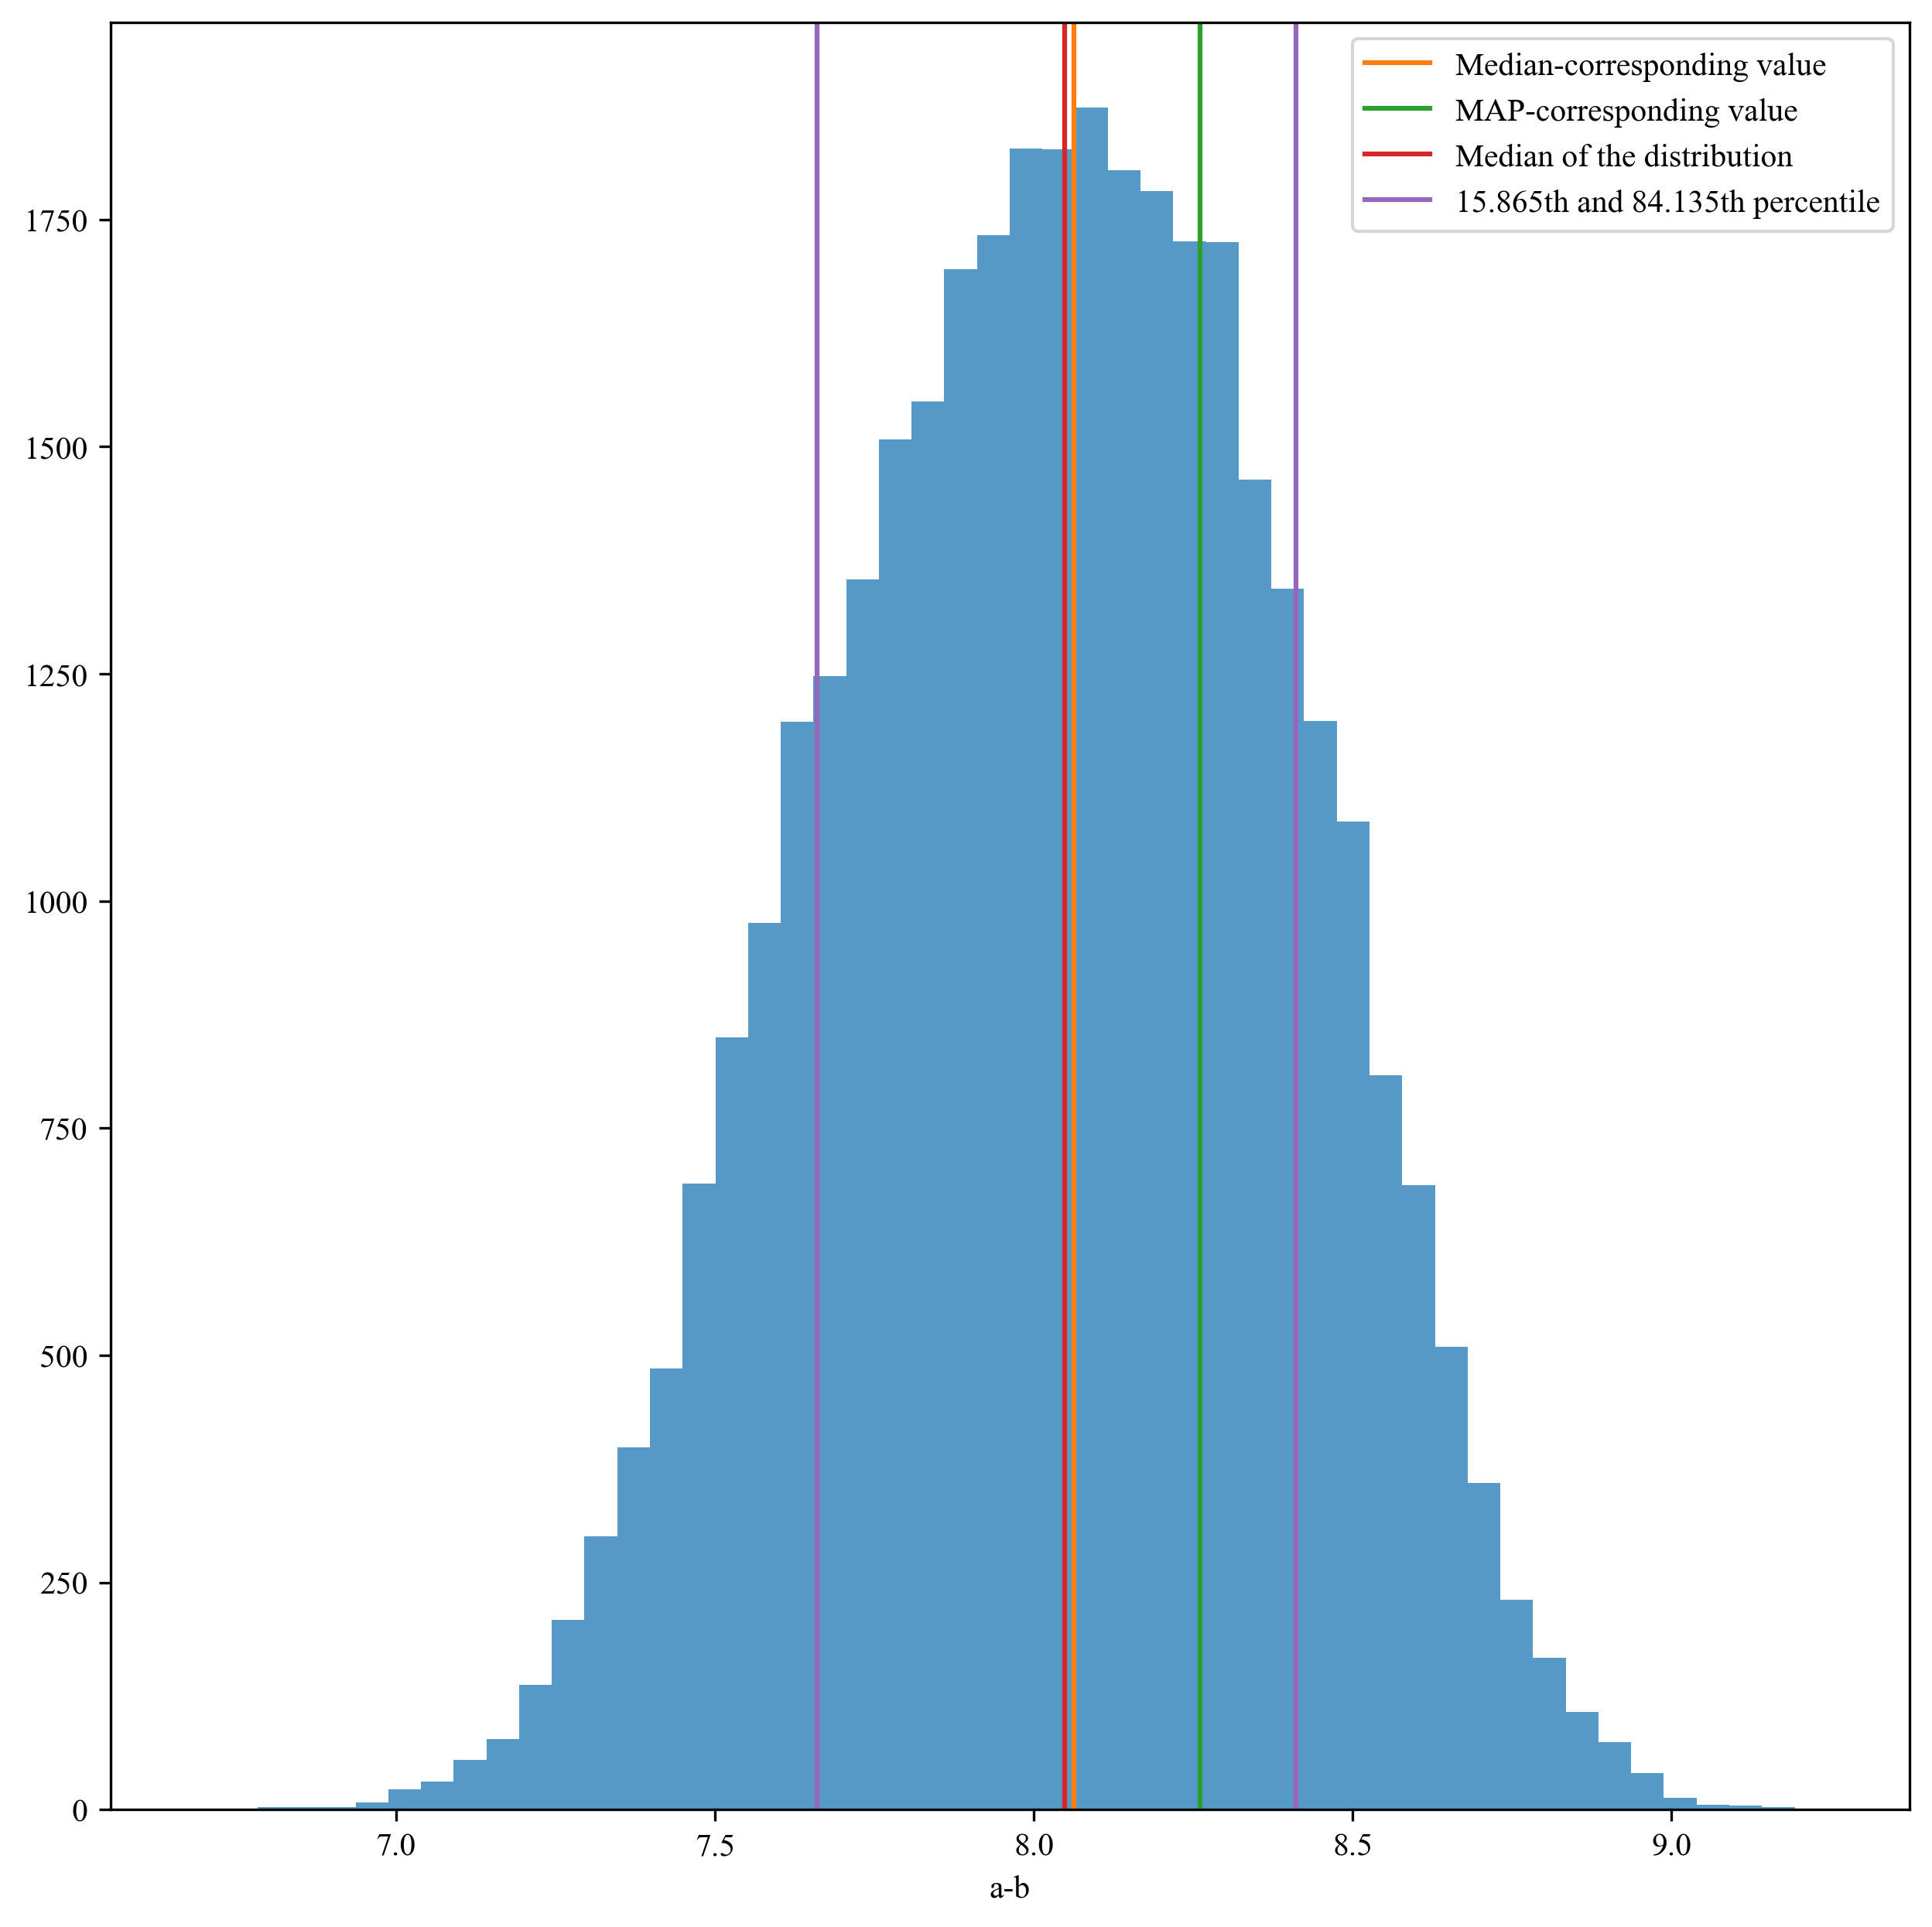 Median-corresponding value
MAP-corresponding value
Median of the distribution
15.865th and 84.135th percentile
1750
1500
1250
1000
750
500
250
0
7.0 7.5 8.0 8.5 9.0
a-b